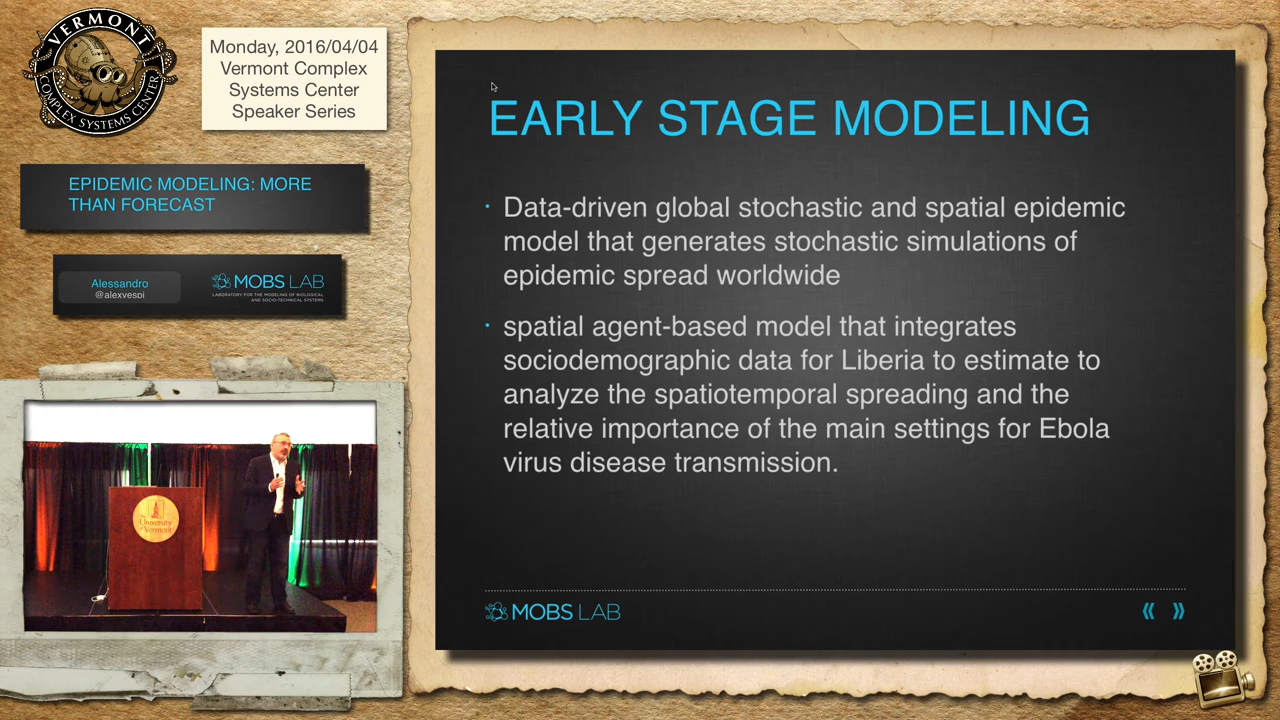 VERMONT
COMPLEX SYSTEMS CENTER
Monday, 2016/04/04
Vermont Complex
Systems Center
Speaker Series
EPIDEMIC MODELING: MORE
THAN FORECAST
Alessandro
@alexvespi
MOBS LAB
LABORATORY FOR THE MODELING OF BIOLOGICAL
AND SOCIO-TECHNICAL SYSTEMS
The
University
of Vermont
EARLY STAGE MODELING
· Data-driven global stochastic and spatial epidemic
model that generates stochastic simulations of
epidemic spread worldwide
· spatial agent-based model that integrates
sociodemographic data for Liberia to estimate to
analyze the spatiotemporal spreading and the
relative importance of the main settings for Ebola
virus disease transmission.
MOBS LAB